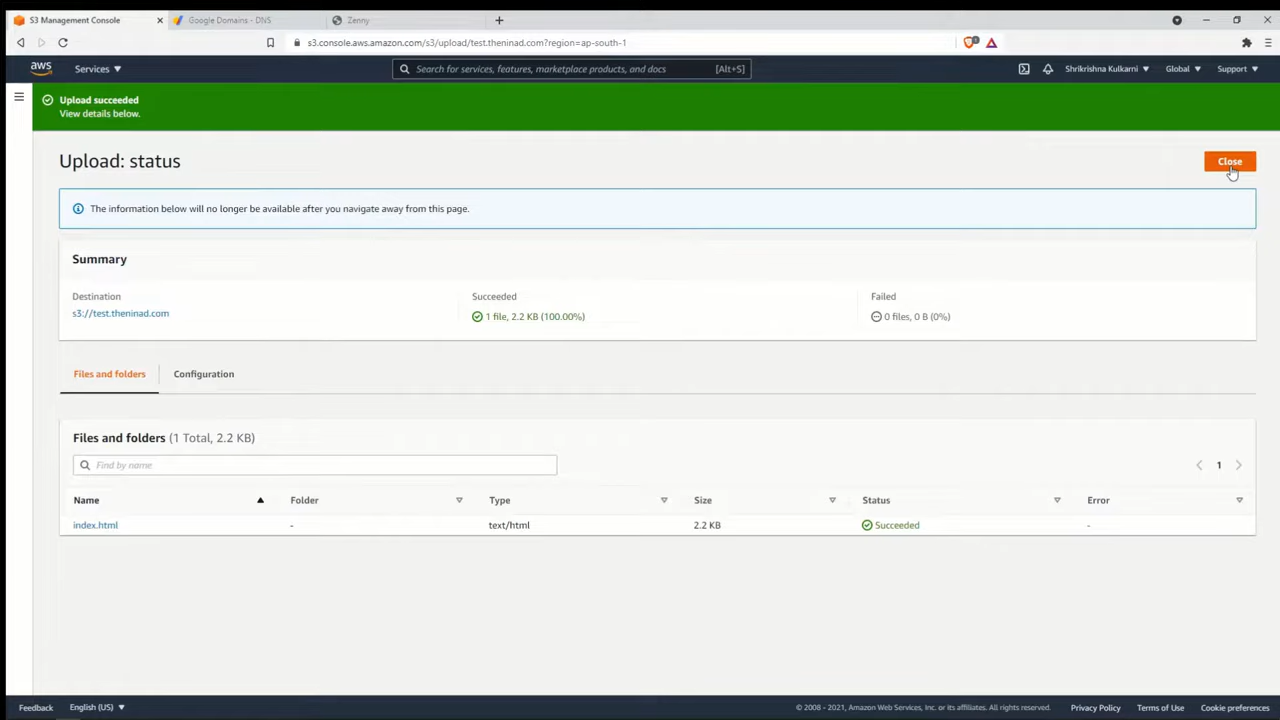 S3 Management Console
Google Domains - DNS
Zenny
s3.console.aws.amazon.com/s3/upload/test.theninad.com?region=ap-south-1
1
aws
Services
Search for services, features, marketplace products, and docs
[Alt+S]
Shrikrishna Kulkarni
Global
Support
Upload succeeded
View details below.
Upload: status
Close
The information below will no longer be available after you navigate away from this page.
Summary
Destination
Succeeded
Failed
s3://test.theninad.com
1 file, 2.2 KB (100.00%)
0 files, 0 B (0%)
Files and folders
Configuration
Files and folders (1 Total, 2.2 KB)
Find by name
1
Name
Folder
Type
Size
Status
Error
index.html
-
text/html
2.2 KB
Succeeded
-
Feedback
English (US)
© 2008 - 2021, Amazon Web Services, Inc. or its affiliates. All rights reserved.
Privacy Policy
Terms of Use
Cookie preferences